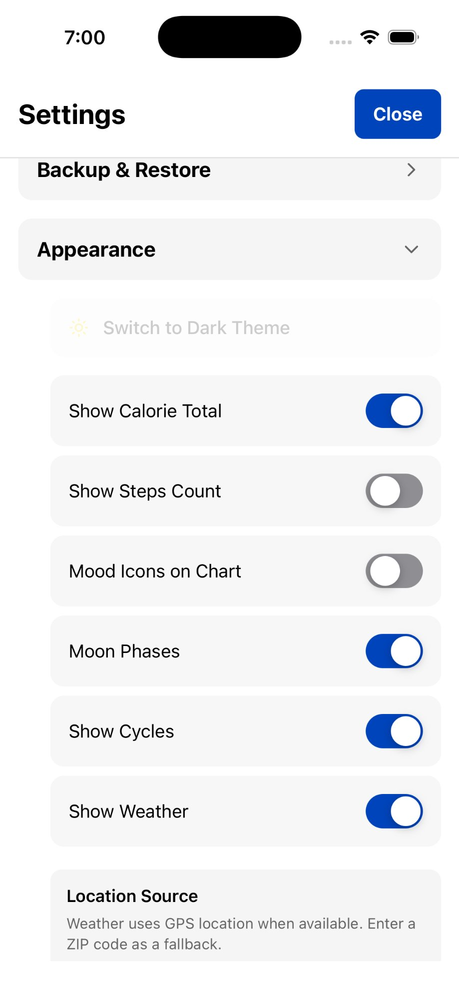 7:00
Settings
Close
Backup & Restore
Appearance
Switch to Dark Theme
Show Calorie Total
Show Steps Count
Mood Icons on Chart
Moon Phases
Show Cycles
Show Weather
Location Source
Weather uses GPS location when available. Enter a
ZIP code as a fallback.